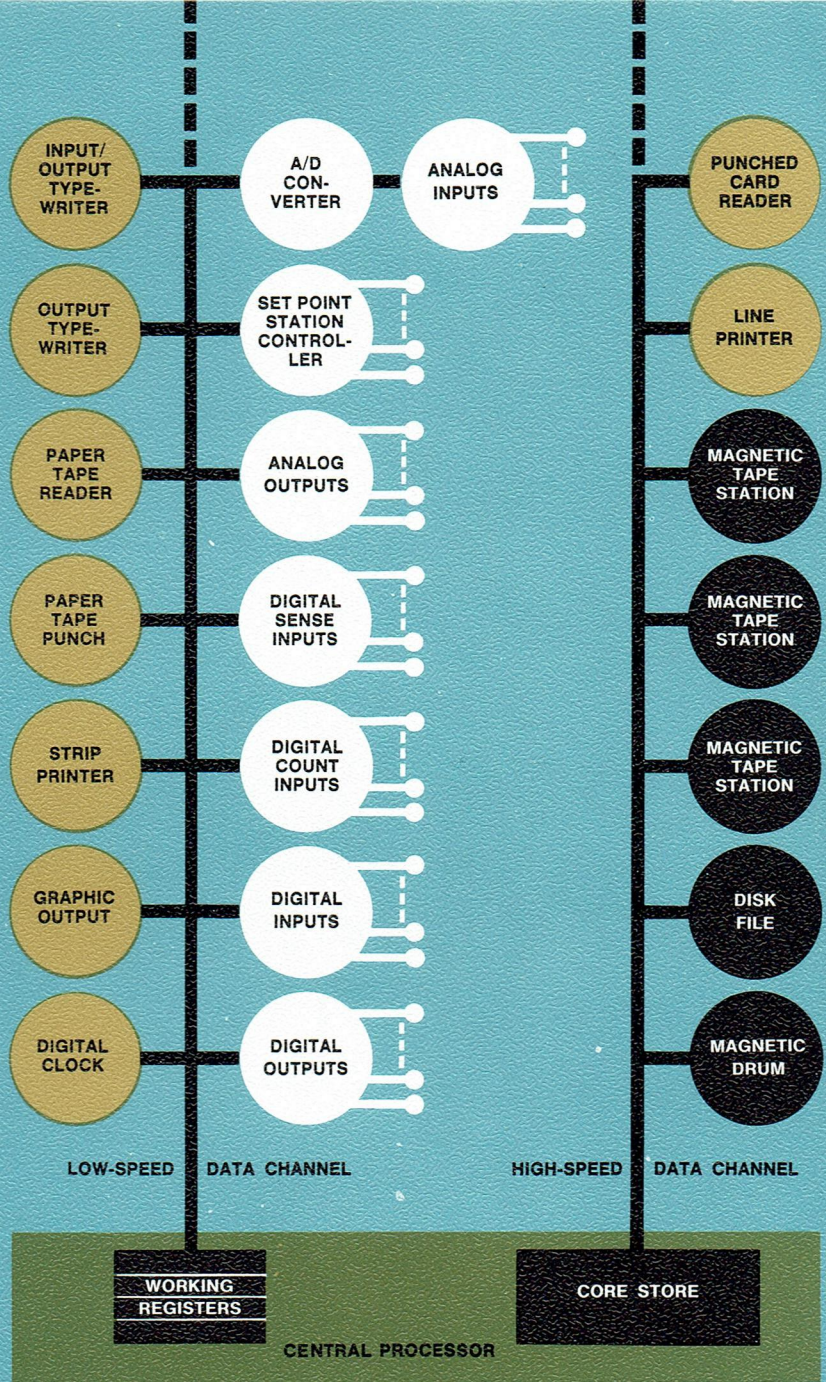 INPUT/
OUTPUT
TYPE-
WRITER
A/D
CON-
VERTER
ANALOG
INPUTS
PUNCHED
CARD
READER
OUTPUT
TYPE-
WRITER
SET POINT
STATION
CONTROL-
LER
LINE
PRINTER
PAPER
TAPE
READER
ANALOG
OUTPUTS
MAGNETIC
TAPE
STATION
PAPER
TAPE
PUNCH
DIGITAL
SENSE
INPUTS
MAGNETIC
TAPE
STATION
STRIP
PRINTER
DIGITAL
COUNT
INPUTS
MAGNETIC
TAPE
STATION
GRAPHIC
OUTPUT
DIGITAL
INPUTS
DISK
FILE
DIGITAL
CLOCK
DIGITAL
OUTPUTS
MAGNETIC
DRUM
LOW-SPEED DATA CHANNEL
HIGH-SPEED DATA CHANNEL
WORKING
REGISTERS
CORE STORE
CENTRAL PROCESSOR